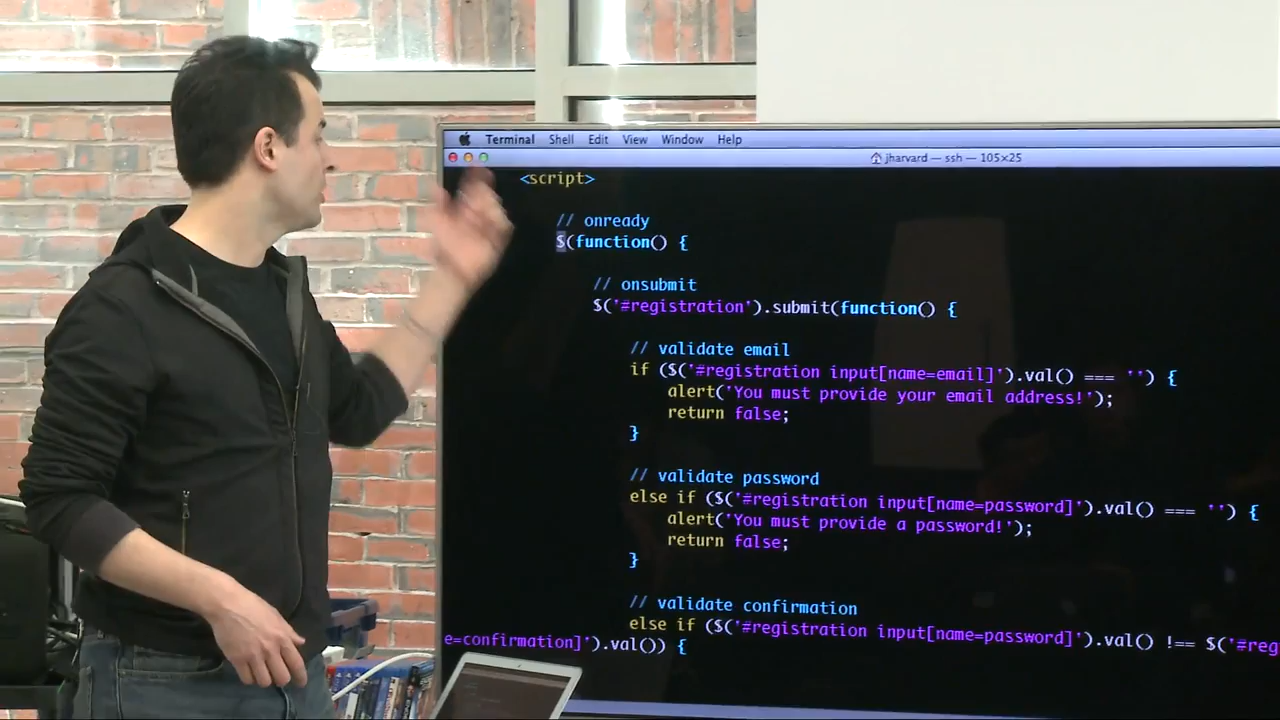 Terminal Shell Edit View Window Help
jharvard — ssh — 105×25
<script>
// onready
$(function() {
// onsubmit
$('#registration').submit(function() {
// validate email
if ($('#registration input[name=email]').val() === '') {
alert('You must provide your email address!');
return false;
}
// validate password
else if ($('#registration input[name=password]').val() === '') {
alert('You must provide a password!');
return false;
}
// validate confirmation
else if ($('#registration input[name=password]').val() !== $('#reg
e=confirmation]').val()) {